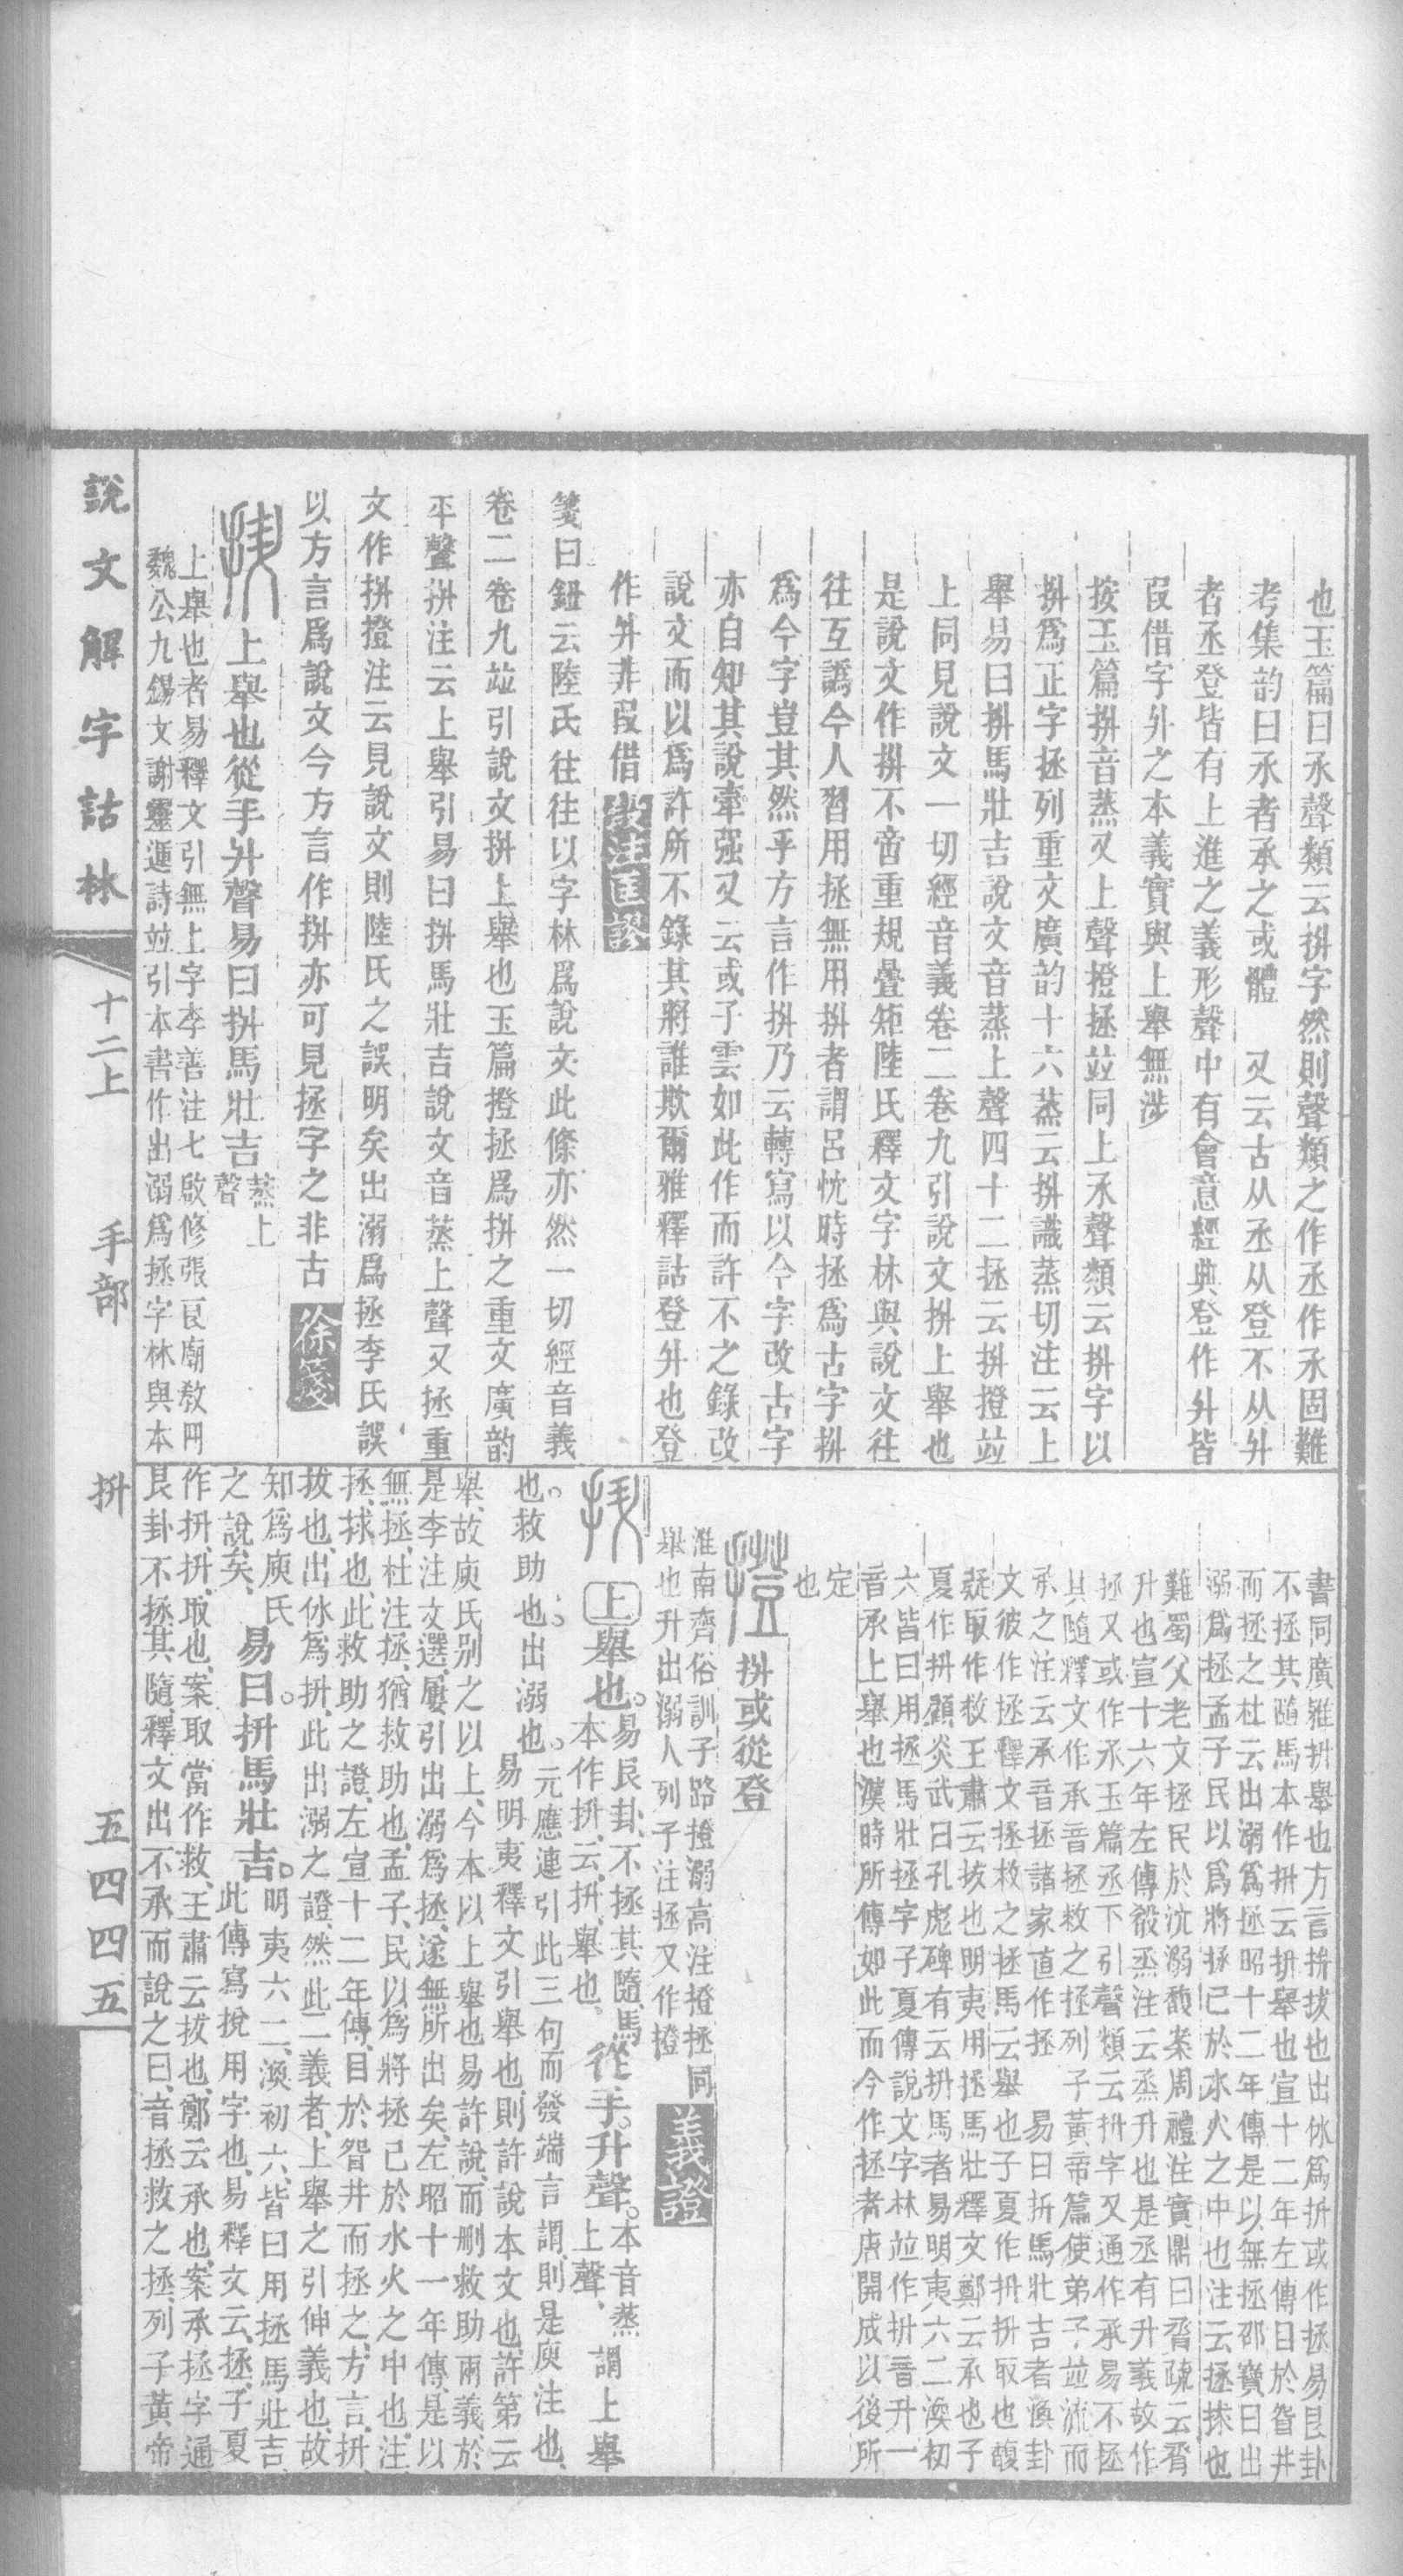 也玉篇曰氶聲類云抍字然則聲類之作丞作氶固難
考集韵曰氶者承之或體　又云古从丞从登不从升
者丞登皆有上進之義形聲中有會意經典登作升皆
叚借字升之本義實與上舉無涉
按玉篇抍音蒸又上聲撜拯竝同上氶聲類云抍字以
抍爲正字拯列重文廣韵十六蒸云抍識蒸切注云上
舉易曰抍馬壯吉說文音蒸上聲四十二拯云抍撜竝
上同見說文一切經音義卷二卷九引說文抍上舉也
是說文作抍不啻重規疊矩陸氏釋文字林與說文往
往互譌今人習用拯無用抍者謂呂忱時拯爲古字抍
爲今字豈其然乎方言作抍乃云轉寫以今字改古字
亦自知其說牽强又云或子雲如此作而許不之錄改
說文而以爲許所不錄其將誰欺爾雅釋詁登升也登
作升非叚借 段注匡謬
箋曰鈕云陸氏往往以字林爲說文此條亦然一切經音義
卷二卷九竝引說文抍上舉也玉篇撜拯爲抍之重文廣韵
平聲抍注云上舉引易曰抍馬壯吉說文音蒸上聲又拯重
文作抍撜注云見說文則陸氏之誤明矣出溺爲拯李氏誤
以方言爲說文今方言作抍亦可見拯字之非古 徐箋
抍 上舉也從手升聲易曰抍馬壯吉 蒸上聲
上舉也者易釋文引無上字李善注七啟修張良廟敎冊
魏公九錫文謝靈運詩竝引本書作出溺爲拯字林與本
書同廣雅抍舉也方言抍拔也出休爲抍或作拯易艮卦
不拯其隨馬本作抍云抍舉也宣十二年左傳目於眢井
而拯之杜云出溺爲拯昭十二年傳是以無拯邵寶曰出
溺爲拯孟子民以爲將拯己於水火之中也注云拯捄也
難蜀父老文拯民於沈溺馥案周禮注實鼎曰脀疏云脀
升也宣十六年左傳殽烝注云烝升也是丞有升義故作
拯又或作氶玉篇丞下引聲類云抍字又通作承易不拯
其隨釋文作承音拯救之拯列子黃帝篇使弟子竝流而
承之注云承音拯諸家直作拯　易曰抍馬壯吉者渙卦
文彼作拯釋文拯救之拯馬云舉也子夏作抍抍取也馥
疑取作救王肅云拔也明夷用拯馬壯釋文鄭云承也子
夏作抍顧炎武曰孔彪碑有云抍馬者易明夷六二渙初
六皆曰用拯馬壯拯字子夏傳說文字林竝作抍音升一
音承上舉也漢時所傳如此而今作拯者唐開成以後所
定
也
撜 抍或從登
淮南齊俗訓子路撜溺高注撜拯同
舉也升出溺人列子注拯又作撜 義證
抍 上舉也。易艮卦、不拯其隨、馬本作抍、云、抍、舉也。從手。升聲。本音蒸上聲、謂上舉
也。救助也。出溺也。元應連引此三句而發端言謂、則是庾注也、
易明夷釋文引舉也、則許說本文也、許第云
舉、故庾氏别之以上、今本以上舉也易許說、而刪救助兩義、於
是李注文選、屢引出溺爲拯、遂無所出矣、左昭十一年傳、是以
無拯、杜注、拯、猶救助也、孟子、民以爲將拯己於水火之中也、注、
拯、捄也、此救助之證、左宣十二年傳、目於眢井而拯之、方言、抍、
拔也、出休爲抍、此出溺之證、然此二義者、上舉之引伸義也、故
知爲庾氏之說矣、易曰。抍馬壯吉。明夷六二、渙初六、皆曰用拯馬壯吉、
此傳寫挩用字也、易釋文云、拯、子夏
作抍、抍、取也、案取當作救、王肅云拔也、鄭云承也、案承拯字通
艮卦不拯其隨、釋文出不承而說之曰、音拯救之拯、列子黃帝
說文解字詁林
十二上　手部
抍
五四四五